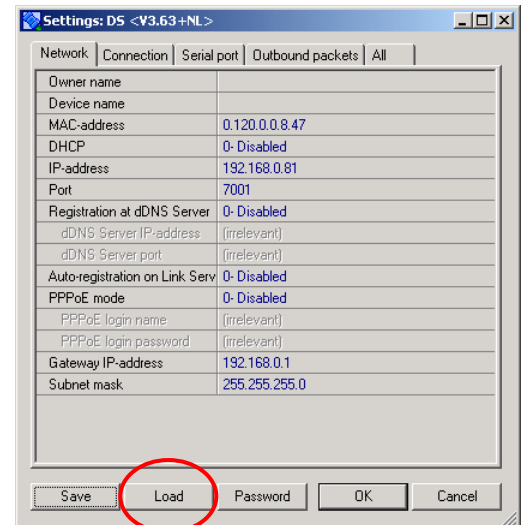 Settings: DS <V3.63+NL>
Network Connection Serial port Outbound packets All
Owner name
Device name
MAC-address 0.120.0.0.8.47
DHCP 0- Disabled
IP-address 192.168.0.81
Port 7001
Registration at dDNS Server 0- Disabled
dDNS Server IP-address (irrelevant)
dDNS Server port (irrelevant)
Auto-registration on Link Serv 0- Disabled
PPPoE mode 0- Disabled
PPPoE login name (irrelevant)
PPPoE login password (irrelevant)
Gateway IP-address 192.168.0.1
Subnet mask 255.255.255.0
Save Load Password OK Cancel